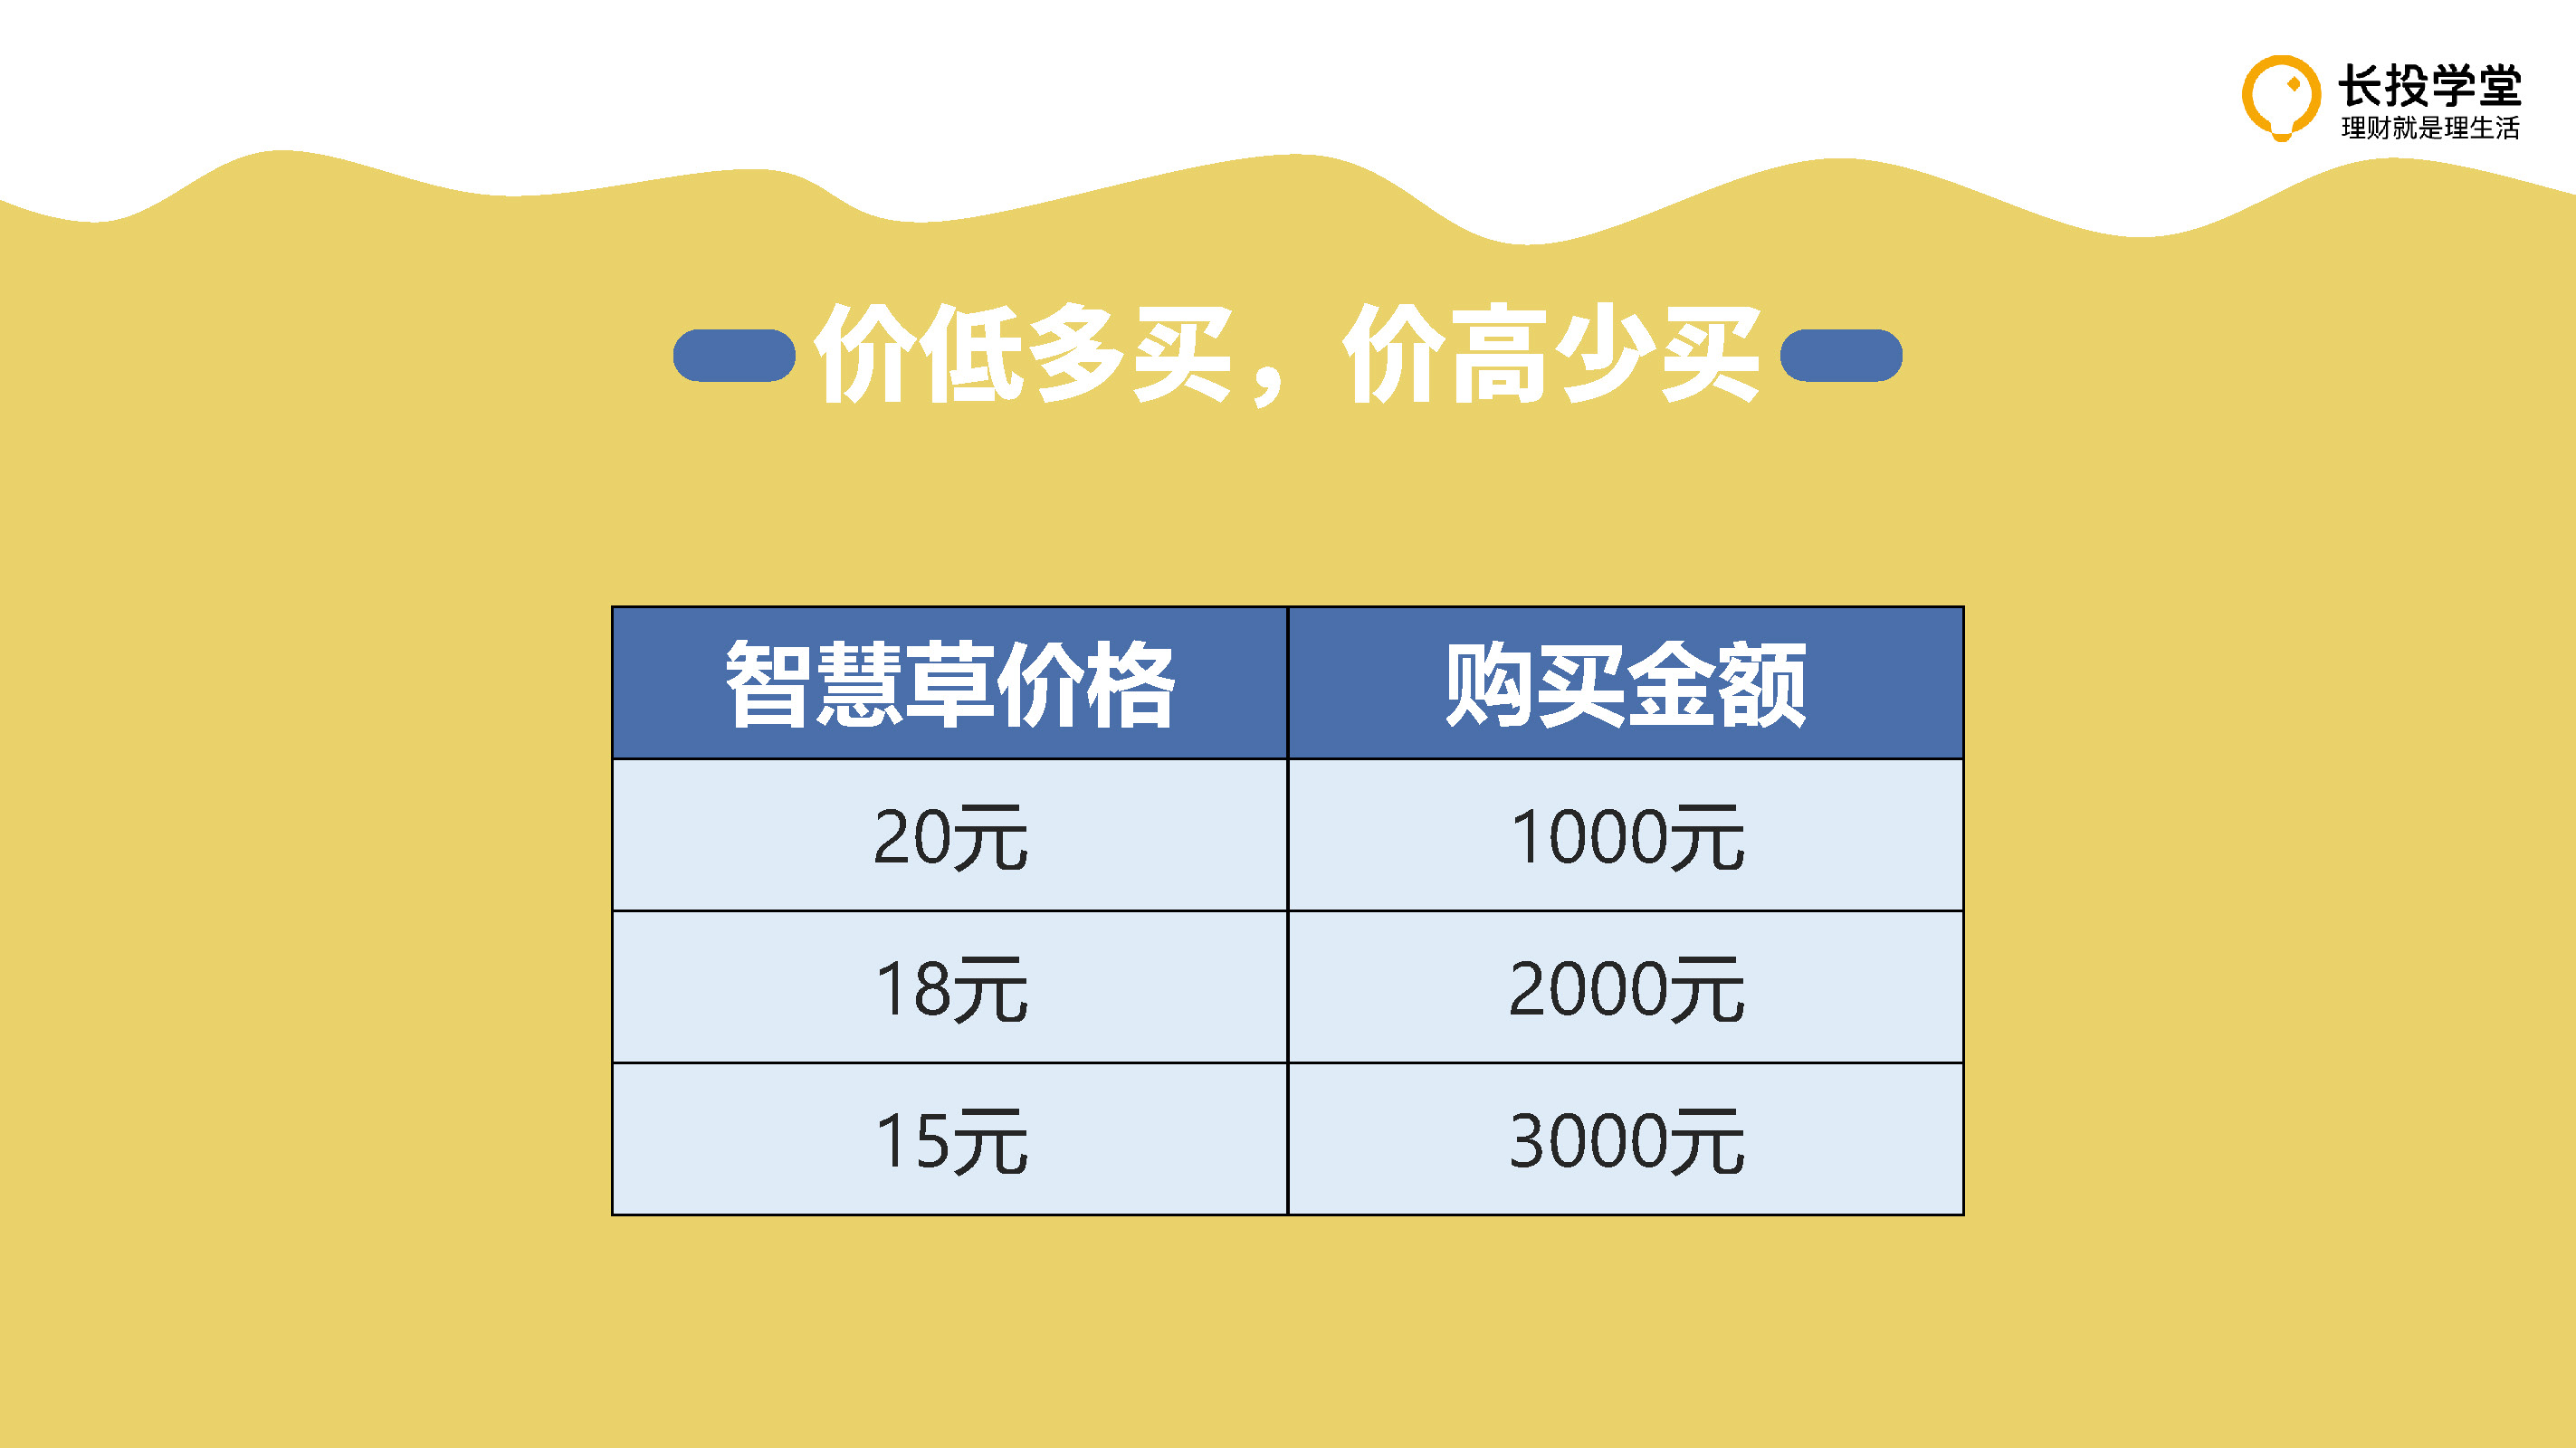 长投学堂
理财就是理生活
价低多买，价高少买
智慧草价格 购买金额
20元 1000元
18元 2000元
15元 3000元